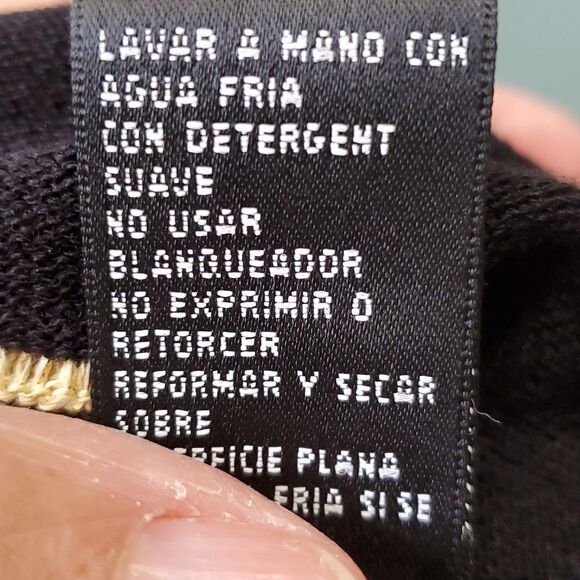 LAVAR A MANO CON
AGUA FRIA
CON DETERGENT
SUAVE
NO USAR
BLANQUEADOR
NO EXPRIMIR O
RETORCER
REFORMAR Y SECAR
SOBRE
ERFICIE PLANA
FRIA SI SE